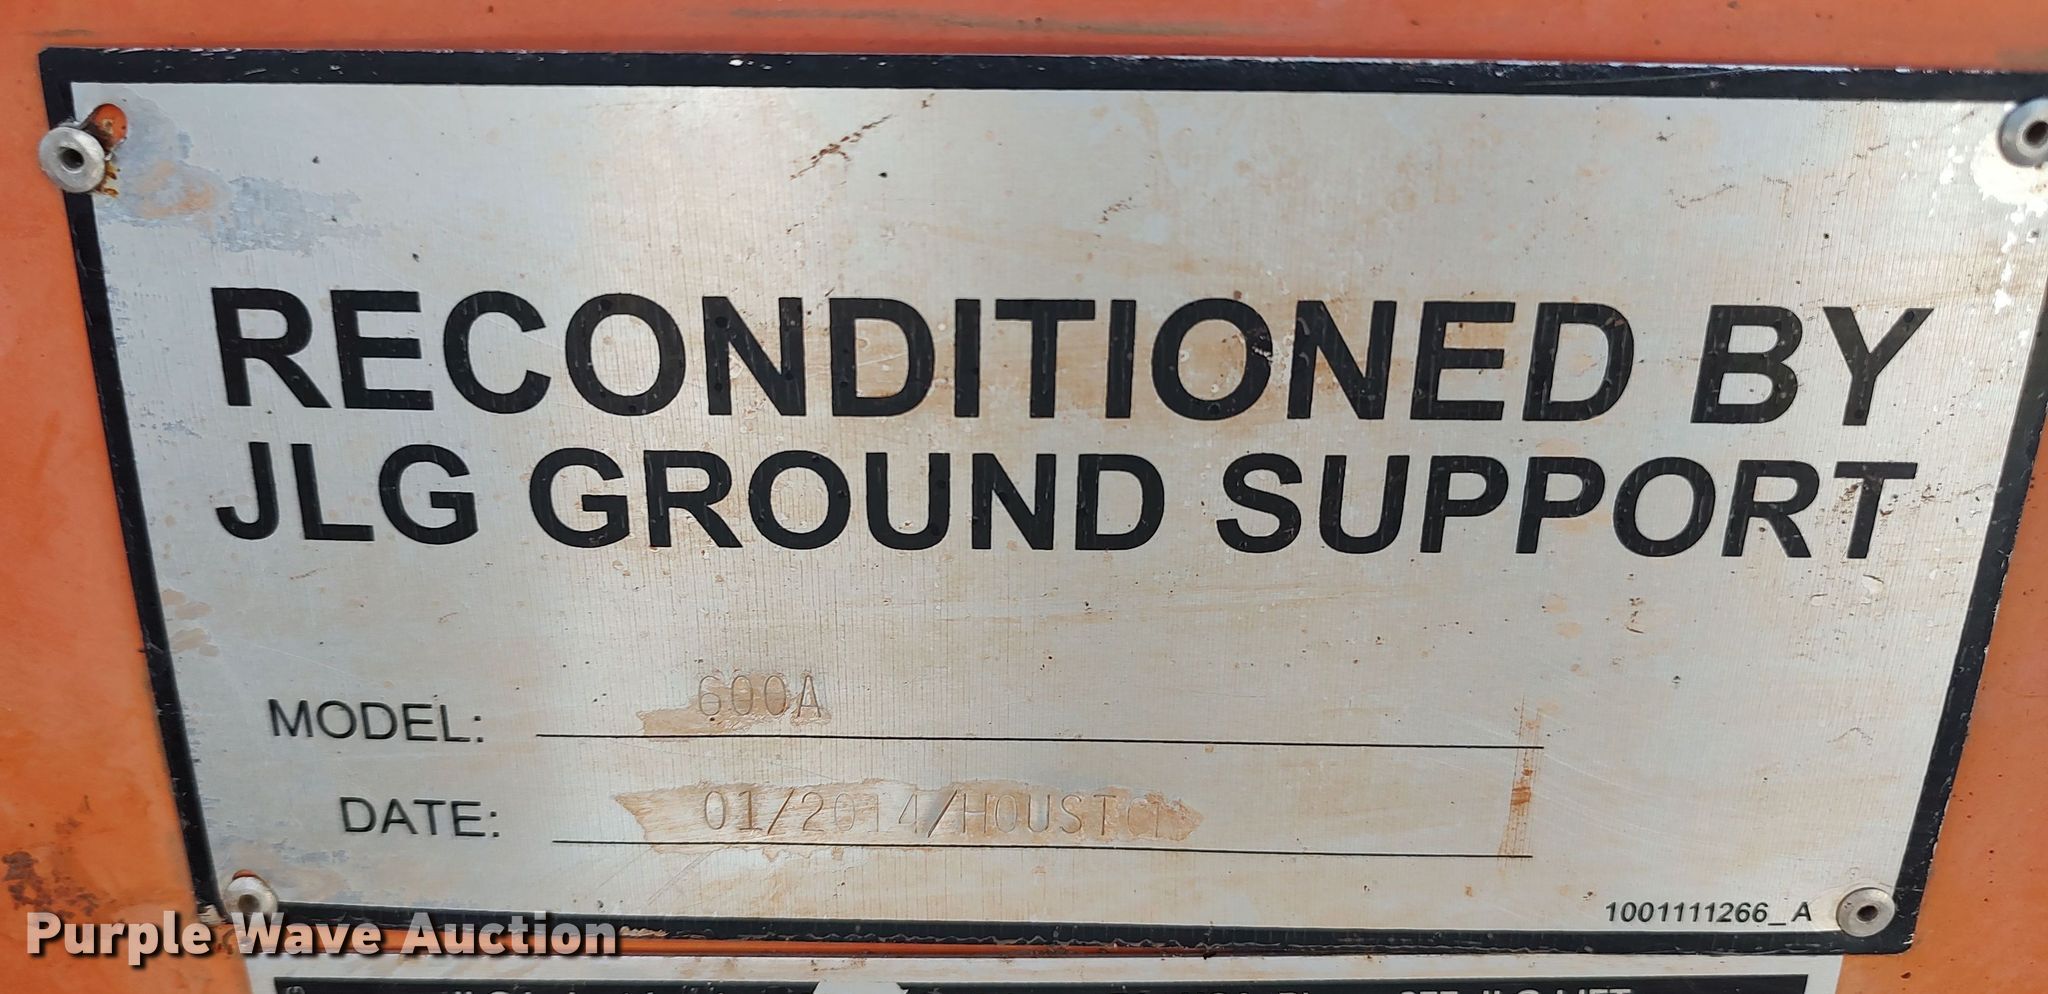 RECONDITIONED BY
JLG GROUND SUPPORT
MODEL: 600A
DATE: 01/2014/HOUSTON
1001111266_A
Purple Wave Auction